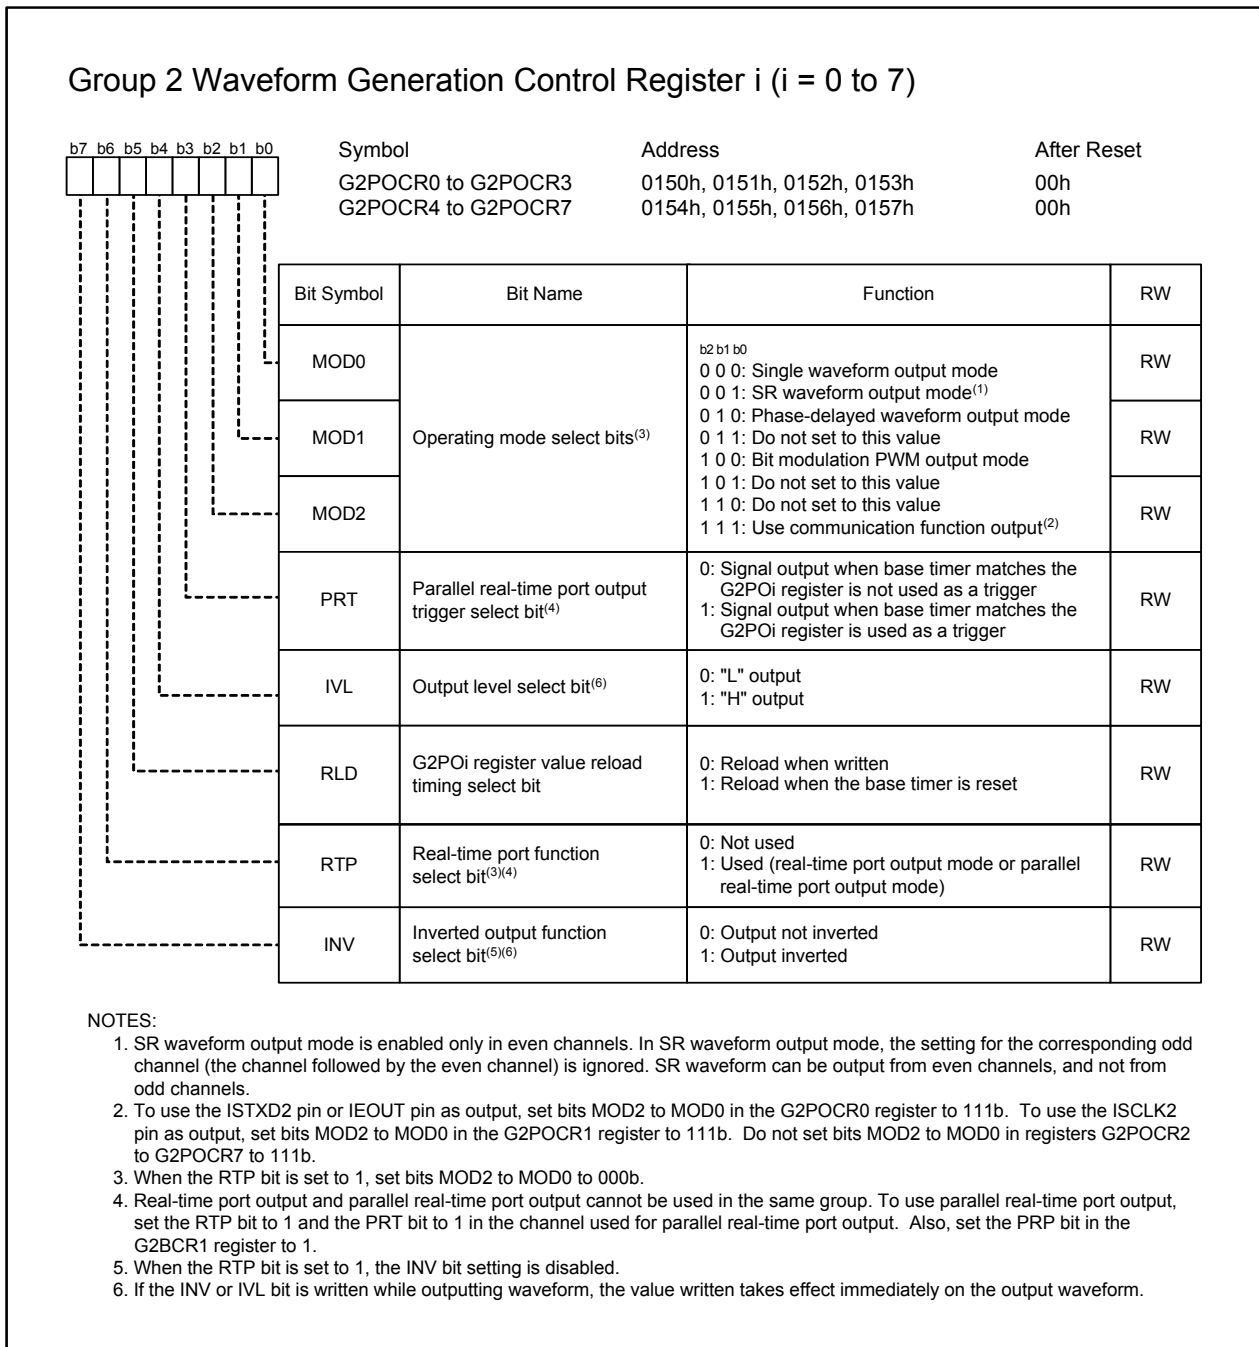 Group 2 Waveform Generation Control Register i (i = 0 to 7)
b7 b6 b5 b4 b3 b2 b1 b0
Symbol Address After Reset
G2POCR0 to G2POCR3 0150h, 0151h, 0152h, 0153h 00h
G2POCR4 to G2POCR7 0154h, 0155h, 0156h, 0157h 00h
Bit Symbol Bit Name Function RW
MOD0 RW
MOD1 Operating mode select bits(3) RW
MOD2 RW
b2 b1 b0
0 0 0: Single waveform output mode
0 0 1: SR waveform output mode(1)
0 1 0: Phase-delayed waveform output mode
0 1 1: Do not set to this value
1 0 0: Bit modulation PWM output mode
1 0 1: Do not set to this value
1 1 0: Do not set to this value
1 1 1: Use communication function output(2)
PRT
Parallel real-time port output
trigger select bit(4)
0: Signal output when base timer matches the
G2POi register is not used as a trigger
1: Signal output when base timer matches the
G2POi register is used as a trigger
RW
IVL
Output level select bit(6)
0: "L" output
1: "H" output
RW
RLD
G2POi register value reload
timing select bit
0: Reload when written
1: Reload when the base timer is reset
RW
RTP
Real-time port function
select bit(3)(4)
0: Not used
1: Used (real-time port output mode or parallel
real-time port output mode)
RW
INV
Inverted output function
select bit(5)(6)
0: Output not inverted
1: Output inverted
RW
NOTES:
1. SR waveform output mode is enabled only in even channels. In SR waveform output mode, the setting for the corresponding odd
channel (the channel followed by the even channel) is ignored. SR waveform can be output from even channels, and not from
odd channels.
2. To use the ISTXD2 pin or IEOUT pin as output, set bits MOD2 to MOD0 in the G2POCR0 register to 111b. To use the ISCLK2
pin as output, set bits MOD2 to MOD0 in the G2POCR1 register to 111b. Do not set bits MOD2 to MOD0 in registers G2POCR2
to G2POCR7 to 111b.
3. When the RTP bit is set to 1, set bits MOD2 to MOD0 to 000b.
4. Real-time port output and parallel real-time port output cannot be used in the same group. To use parallel real-time port output,
set the RTP bit to 1 and the PRT bit to 1 in the channel used for parallel real-time port output. Also, set the PRP bit in the
G2BCR1 register to 1.
5. When the RTP bit is set to 1, the INV bit setting is disabled.
6. If the INV or IVL bit is written while outputting waveform, the value written takes effect immediately on the output waveform.